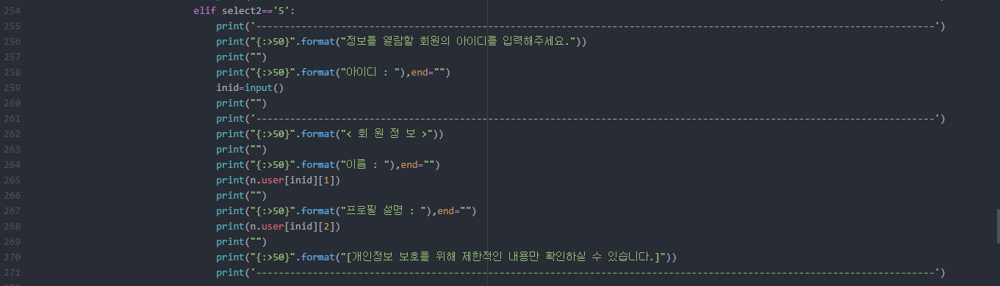 254 elif select2=='5':
255 print('--------------------------------------------------------------------------------------------------------------------------')
256 print("{:>50}".format("정보를 열람할 회원의 아이디를 입력해주세요."))
257 print("")
258 print("{:>50}".format("아이디 : "),end="")
259 inid=input()
260 print("")
261 print('--------------------------------------------------------------------------------------------------------------------------')
262 print("{:>50}".format("< 회 원 정 보 >"))
263 print("")
264 print("{:>50}".format("이름 : "),end="")
265 print(n.user[inid][1])
266 print("")
267 print("{:>50}".format("프로필 설명 : "),end="")
268 print(n.user[inid][2])
269 print("")
270 print("{:>50}".format("[개인정보 보호를 위해 제한적인 내용만 확인하실 수 있습니다.]"))
271 print('--------------------------------------------------------------------------------------------------------------------------')